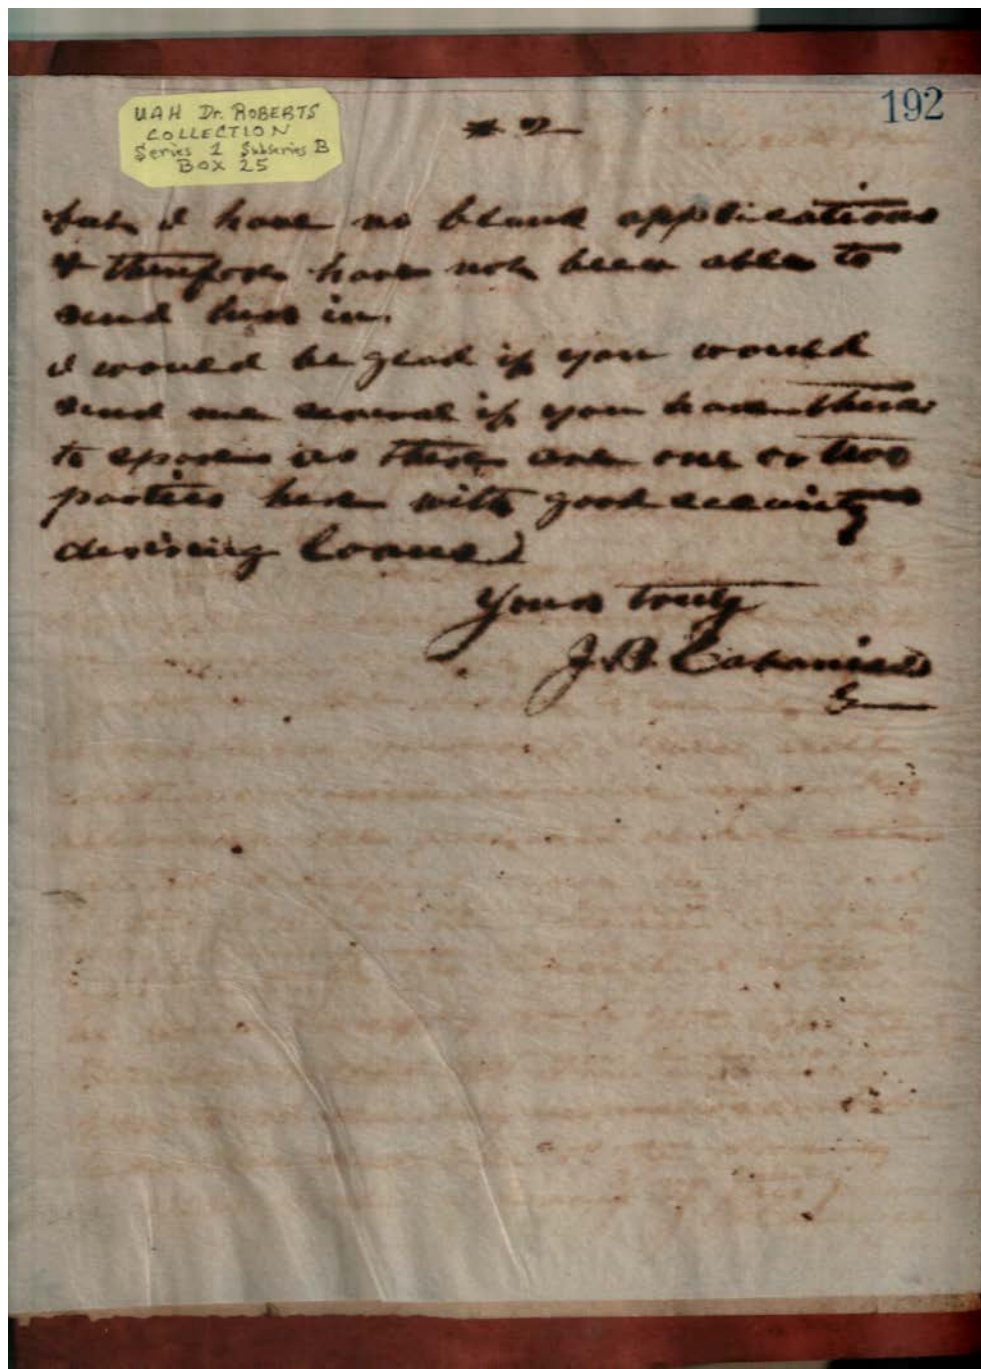 192
UAH Dr. ROBERTS
COLLECTION
Series 1 Subseries B
BOX 25
# 2
but I have no blank applications
& therefore have not been able to
send in.
I would be glad if you would
send me several if you have them
to spare as there are one or two
parties here with good security
desiring loans
Yours truly
J. B. Cabaniss